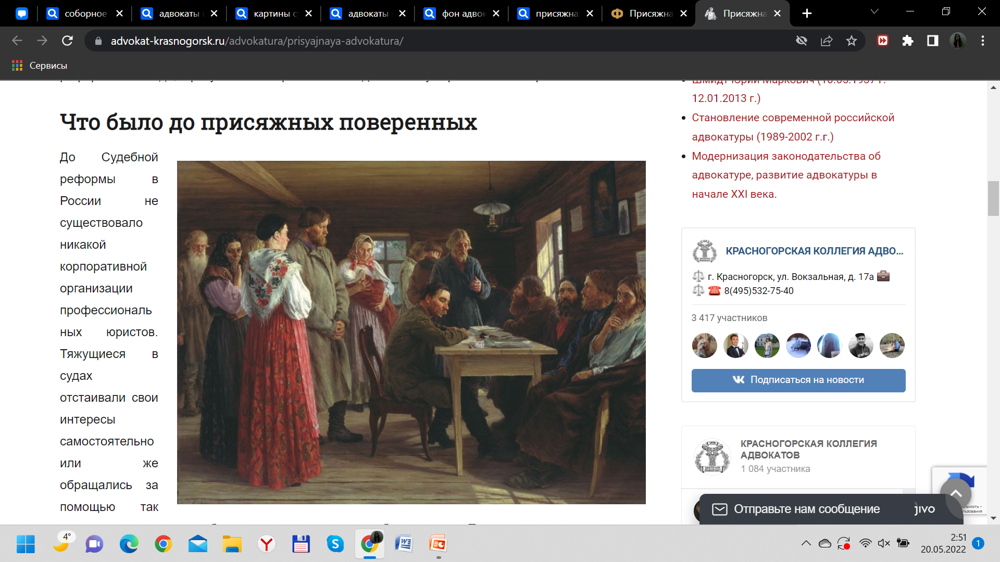 соборное
адвокаты
картины с
адвокаты
фон адвок
присяжна
Присяжна
Присяжна
advokat-krasnogorsk.ru/advokatura/prisyajnaya-advokatura/
Сервисы
Что было до присяжных поверенных
До Судебной
реформы в
России не
существовало
никакой
корпоративной
организации
профессиональ
ных юристов.
Тяжущиеся в
судах
отстаивали свои
интересы
самостоятельно
или же
обращались за
помощью так
12.01.2013 г.)
Становление современной российской
адвокатуры (1989-2002 г.г.)
Модернизация законодательства об
адвокатуре, развитие адвокатуры в
начале XXI века.
КРАСНОГОРСКАЯ КОЛЛЕГИЯ АДВО...
г. Красногорск, ул. Вокзальная, д. 17а
8(495)532-75-40
3 417 участников
Подписаться на новости
КРАСНОГОРСКАЯ КОЛЛЕГИЯ
АДВОКАТОВ
1 084 участника
Отправьте нам сообщение
jivo
4°
2:51
20.05.2022
1